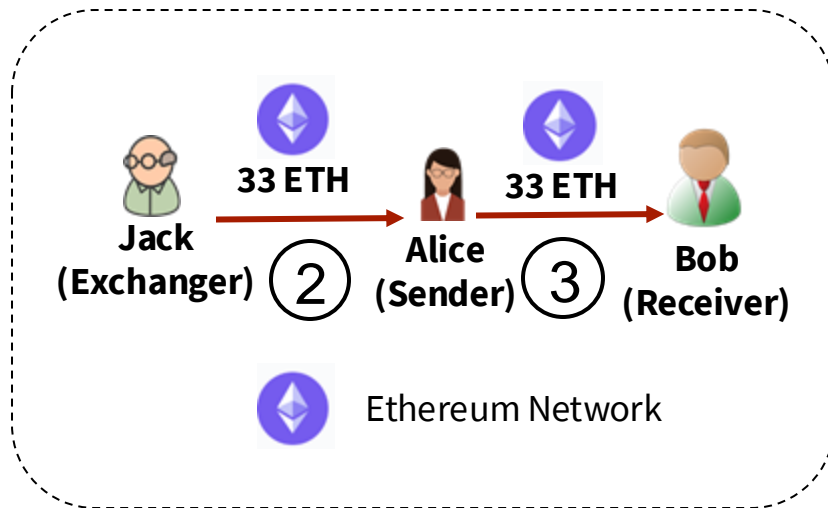 33 ETH
33 ETH
Jack
(Exchanger)
2
Alice
(Sender)
3
Bob
(Receiver)
Ethereum Network